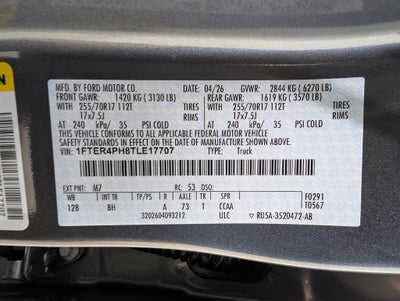 MFD. BY FORD MOTOR CO. 04/26 GVWR: 2844 KG ( 6270 LB)
FRONT GAWR: 1420 KG ( 3130 LB) REAR GAWR: 1619 KG ( 3570 LB)
WITH 255/70R17 112T TIRES WITH 255/70R17 112T TIRES
17x7.5J RIMS 17x7.5J RIMS
AT 240 kPa/ 35 PSI COLD AT 240 kPa/ 35 PSI COLD
THIS VEHICLE CONFORMS TO ALL APPLICABLE FEDERAL MOTOR VEHICLE
SAFETY STANDARDS IN EFFECT ON THE DATE OF MANUFACTURE SHOWN ABOVE.
VIN: 1FTER4PH8TLE17707 TYPE: Truck
EXT PNT: M7 RC: 53 DSO:
WB INT TR TP/PS R AXLE TR SPR F0291
128 BH A 73 T CCAA T0567
3202604093212 ULC RU5A-3520472-AB